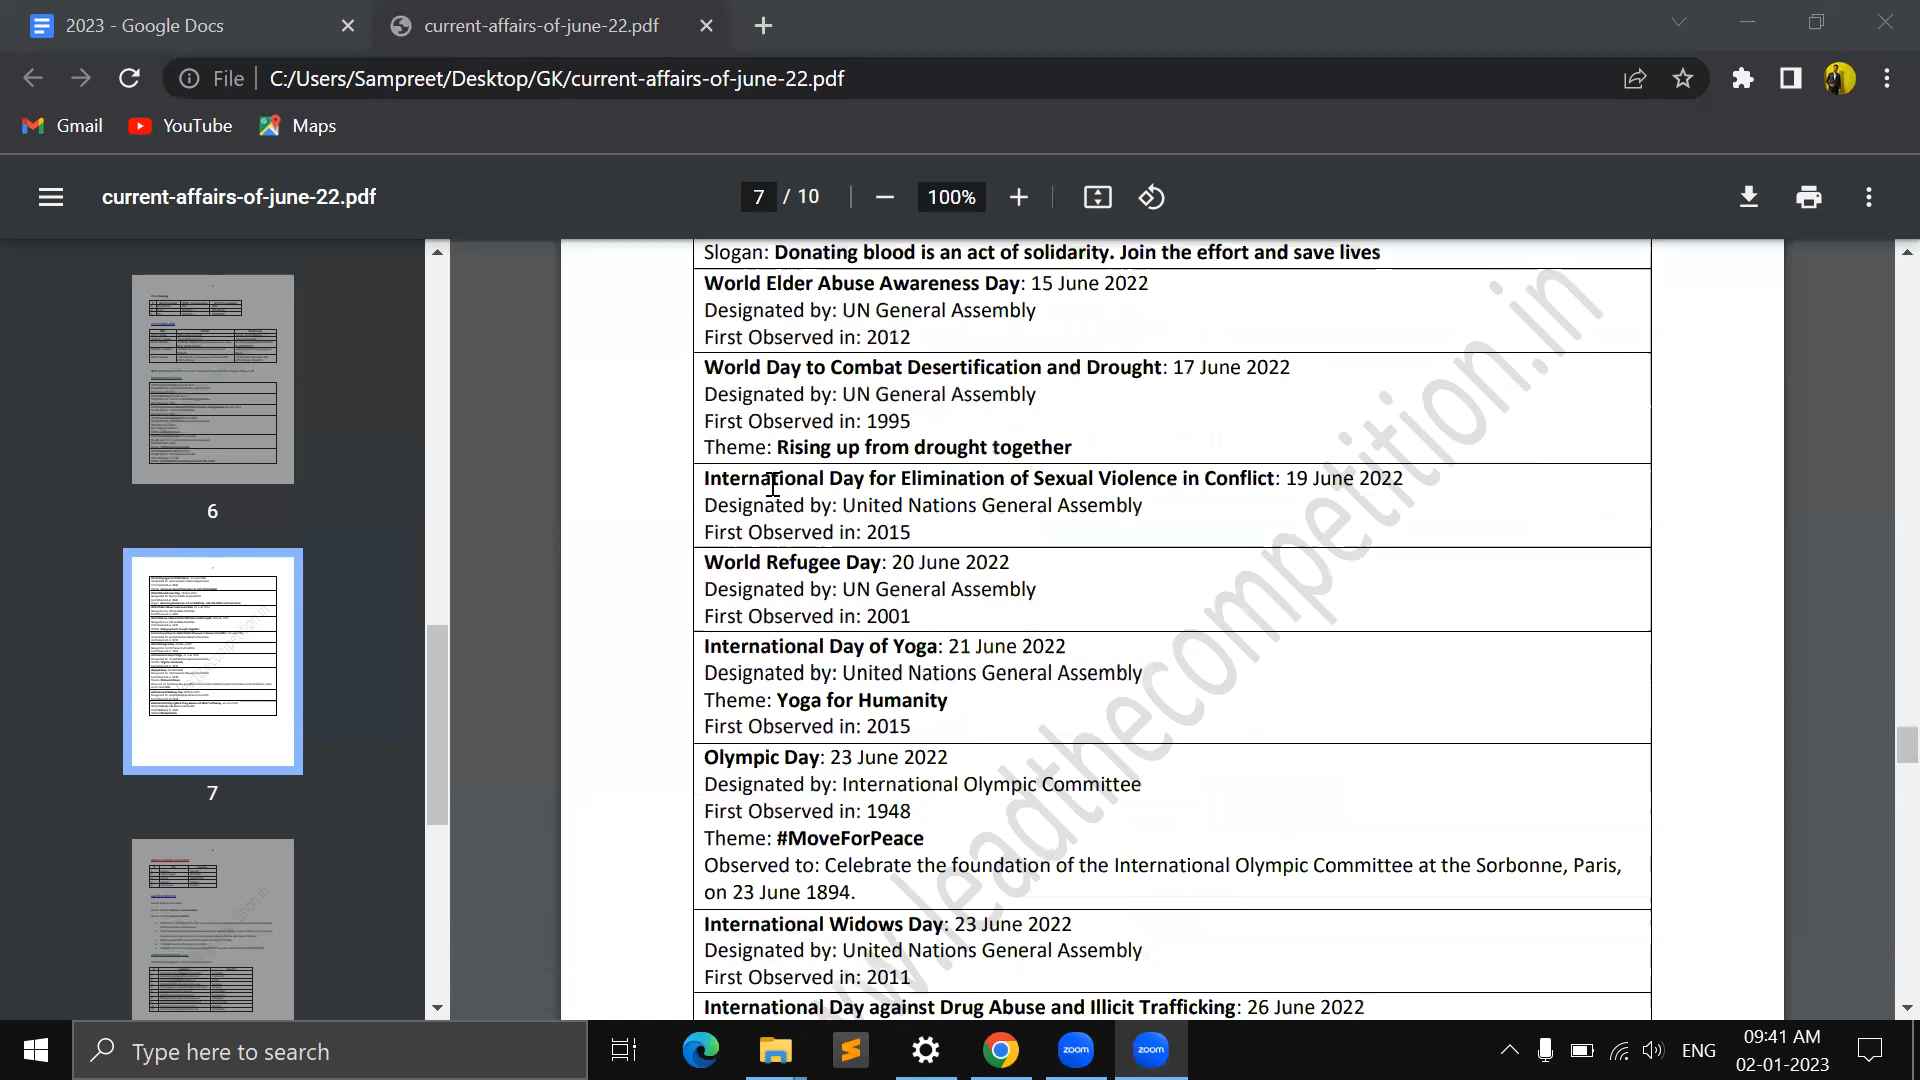 2023 - Google Docs
current-affairs-of-june-22.pdf
File
C:/Users/Sampreet/Desktop/GK/current-affairs-of-june-22.pdf
Gmail
YouTube
Maps
current-affairs-of-june-22.pdf
7 / 10
100%
6
7
Slogan: Donating blood is an act of solidarity. Join the effort and save lives
World Elder Abuse Awareness Day: 15 June 2022
Designated by: UN General Assembly
First Observed in: 2012
World Day to Combat Desertification and Drought: 17 June 2022
Designated by: UN General Assembly
First Observed in: 1995
Theme: Rising up from drought together
International Day for Elimination of Sexual Violence in Conflict: 19 June 2022
Designated by: United Nations General Assembly
First Observed in: 2015
World Refugee Day: 20 June 2022
Designated by: UN General Assembly
First Observed in: 2001
International Day of Yoga: 21 June 2022
Designated by: United Nations General Assembly
Theme: Yoga for Humanity
First Observed in: 2015
Olympic Day: 23 June 2022
Designated by: International Olympic Committee
First Observed in: 1948
Theme: #MoveForPeace
Observed to: Celebrate the foundation of the International Olympic Committee at the Sorbonne, Paris,
on 23 June 1894.
International Widows Day: 23 June 2022
Designated by: United Nations General Assembly
First Observed in: 2011
International Day against Drug Abuse and Illicit Trafficking: 26 June 2022
w.leadthecompetition.in
Type here to search
zoom
zoom
ENG
09:41 AM
02-01-2023